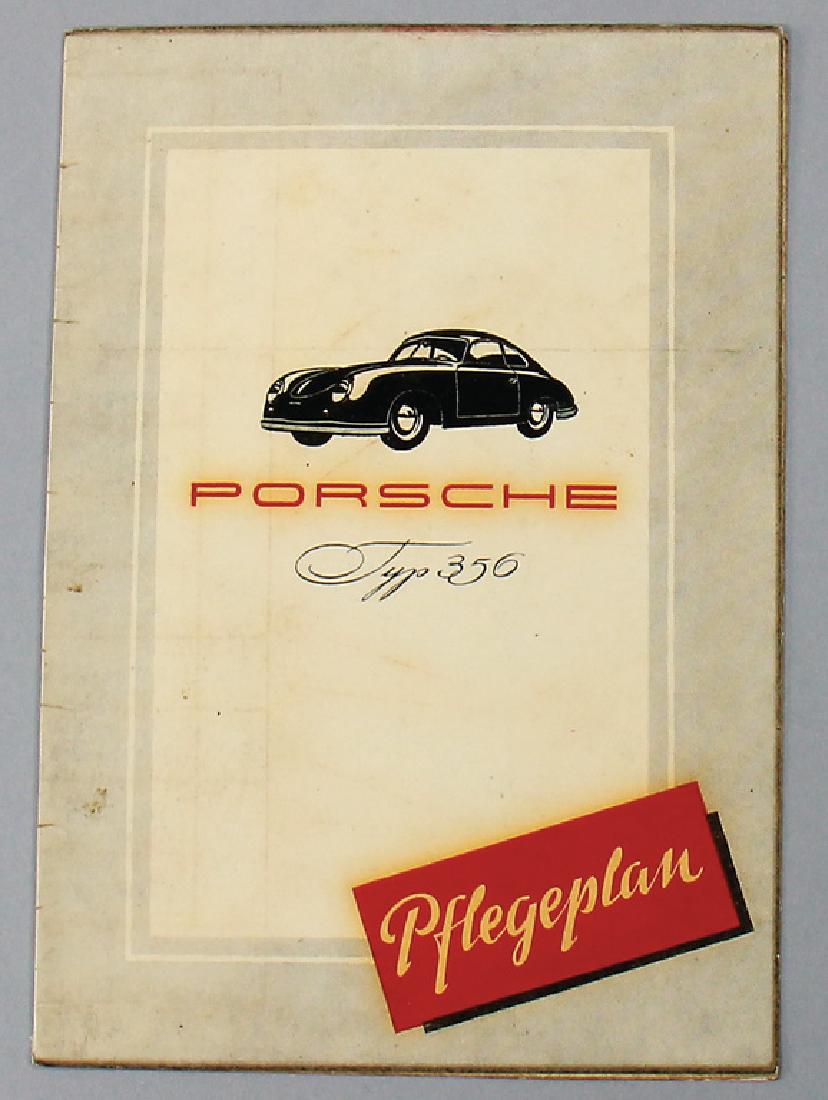 PORSCHE
Typ 356
Pflegeplan